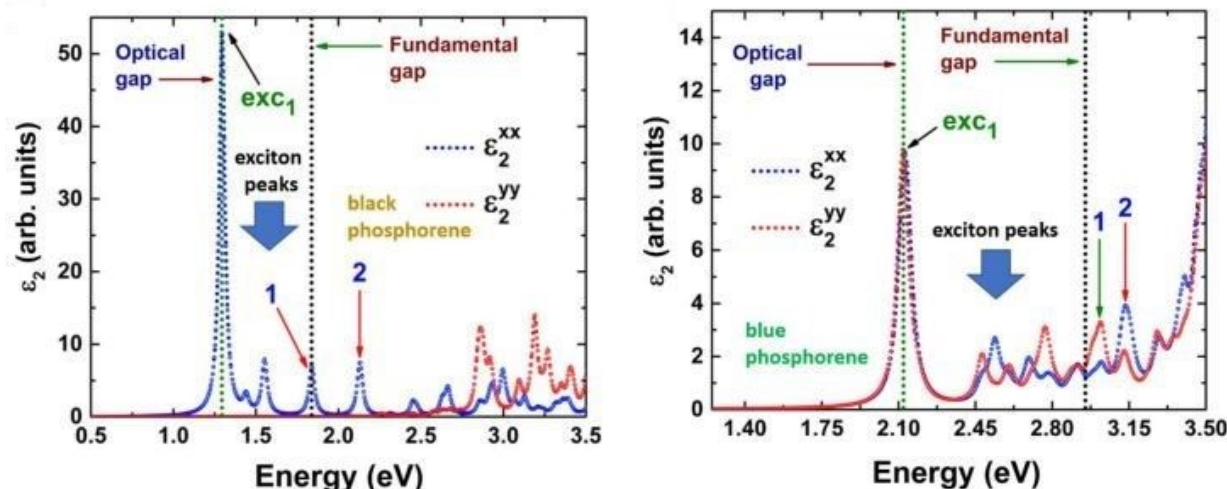 50
40
30
20
10
0
ε₂ (arb. units)
Optical
gap
exc₁
Fundamental
gap
exciton
peaks
ε₂ˣˣ
ε₂ʸʸ
black
phosphorene
1
2
0.5 1.0 1.5 2.0 2.5 3.0 3.5
Energy (eV)
14
12
10
8
6
4
2
0
ε₂ (arb. units)
Optical
gap
Fundamental
gap
exc₁
ε₂ˣˣ
ε₂ʸʸ
exciton peaks
1
2
blue
phosphorene
1.40 1.75 2.10 2.45 2.80 3.15 3.50
Energy (eV)